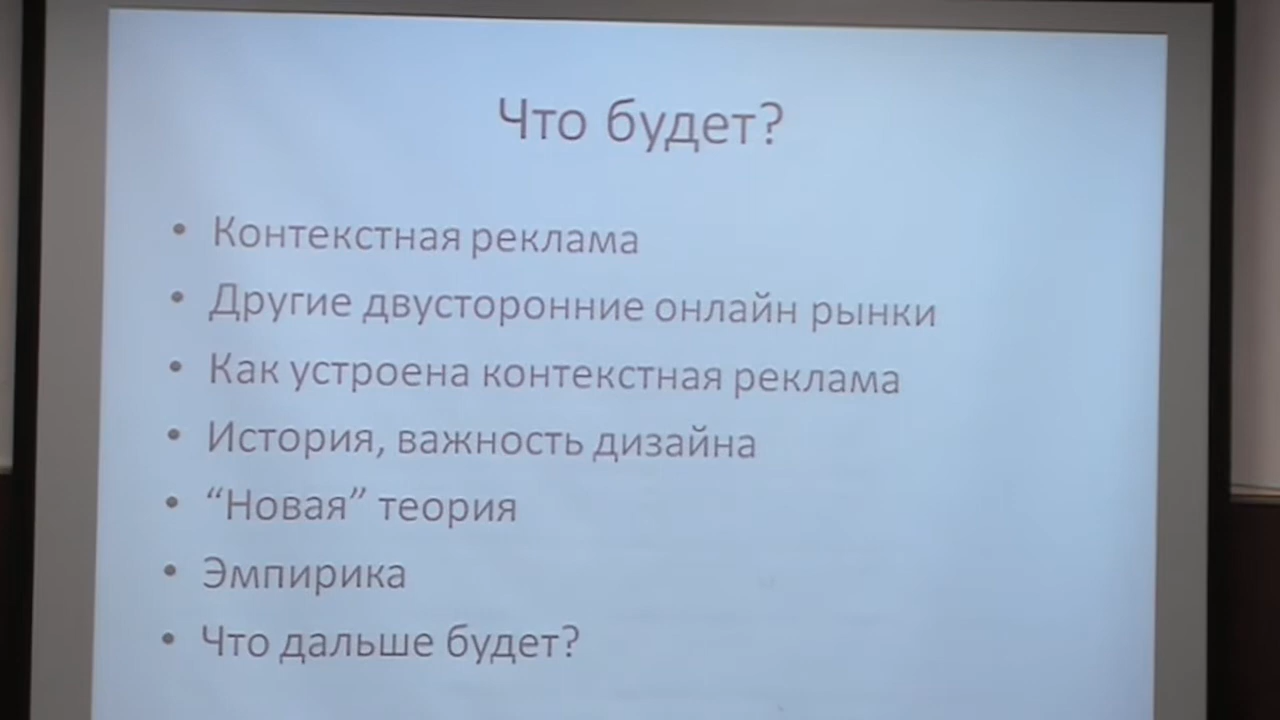 Что будет?
• Контекстная реклама
• Другие двусторонние онлайн рынки
• Как устроена контекстная реклама
• История, важность дизайна
• “Новая” теория
• Эмпирика
• Что дальше будет?